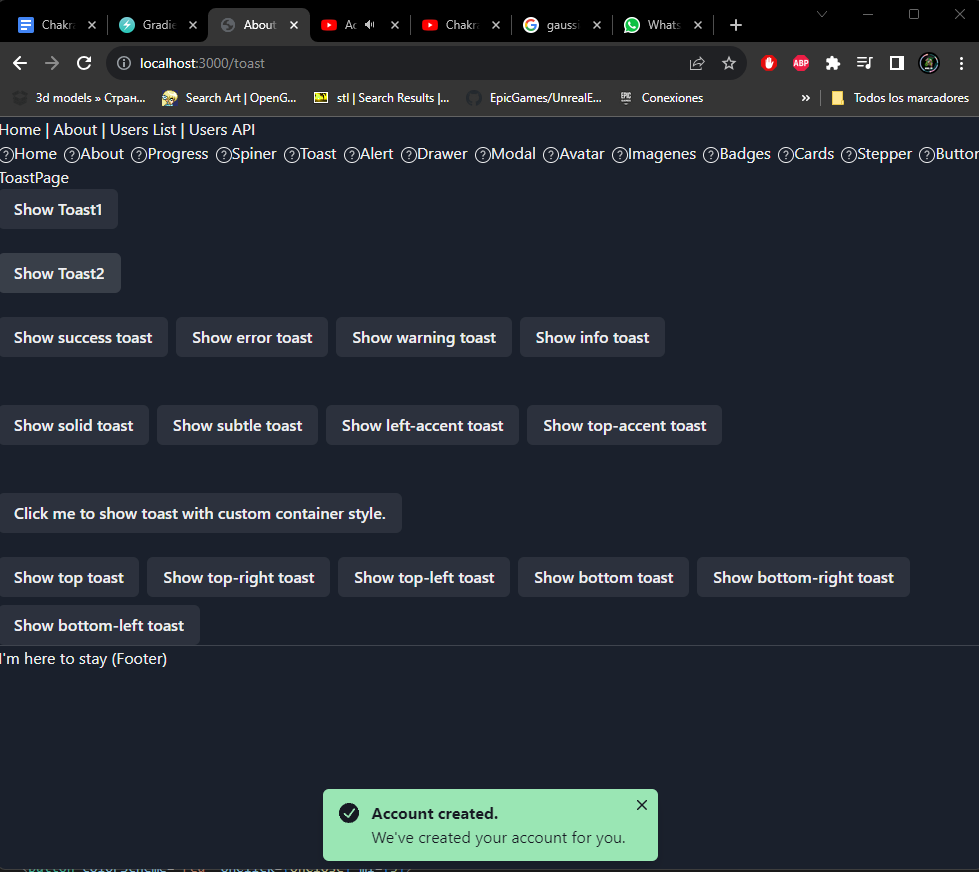 Chakra
Gradie
About
Ac
Chakra
gaussi
Whats
localhost:3000/toast
3d models » Стран...
Search Art | OpenG...
stl | Search Results |...
EpicGames/UnrealE...
Conexiones
»
Todos los marcadores
Home | About | Users List | Users API
?Home ?About ?Progress ?Spiner ?Toast ?Alert ?Drawer ?Modal ?Avatar ?Imagenes ?Badges ?Cards ?Stepper ?Button
ToastPage
Show Toast1
Show Toast2
Show success toast
Show error toast
Show warning toast
Show info toast
Show solid toast
Show subtle toast
Show left-accent toast
Show top-accent toast
Click me to show toast with custom container style.
Show top toast
Show top-right toast
Show top-left toast
Show bottom toast
Show bottom-right toast
Show bottom-left toast
I'm here to stay (Footer)
Account created.
We've created your account for you.